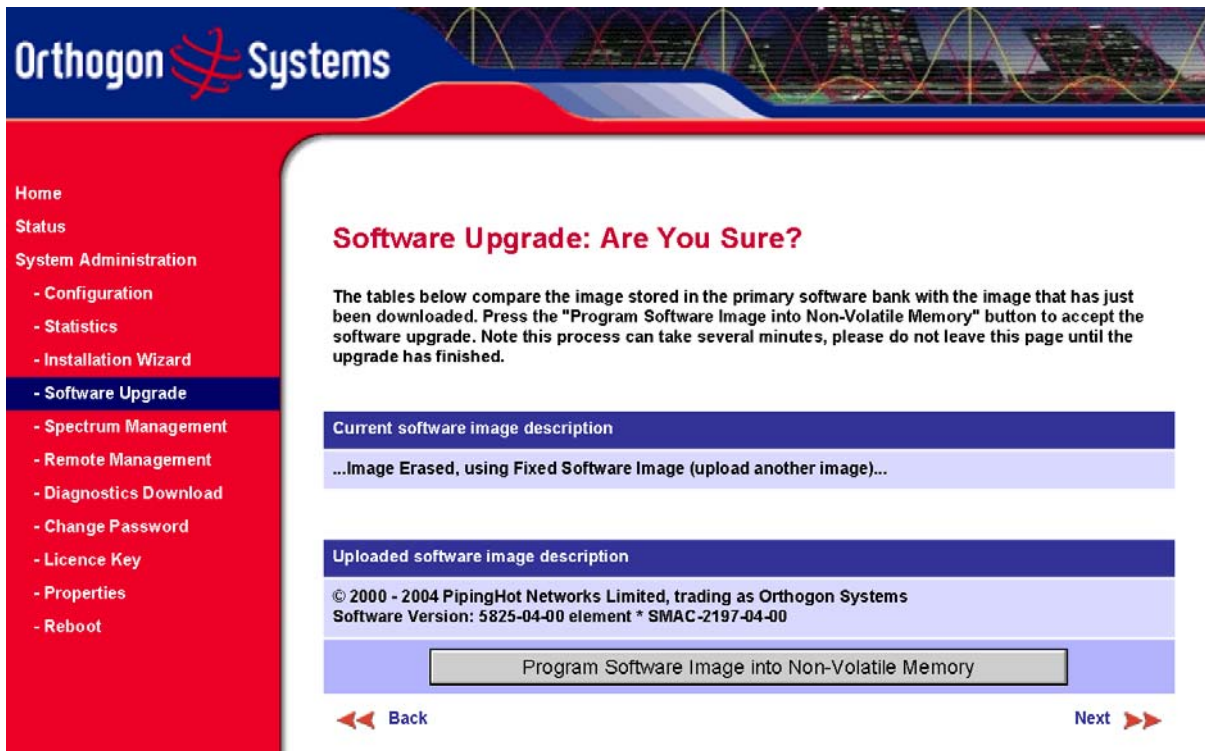 Orthogon Systems
Home
Status
System Administration
- Configuration
- Statistics
- Installation Wizard
- Software Upgrade
- Spectrum Management
- Remote Management
- Diagnostics Download
- Change Password
- Licence Key
- Properties
- Reboot
Software Upgrade: Are You Sure?
The tables below compare the image stored in the primary software bank with the image that has just
been downloaded. Press the "Program Software Image into Non-Volatile Memory" button to accept the
software upgrade. Note this process can take several minutes, please do not leave this page until the
upgrade has finished.
Current software image description
...Image Erased, using Fixed Software Image (upload another image)...
Uploaded software image description
© 2000 - 2004 PipingHot Networks Limited, trading as Orthogon Systems
Software Version: 5825-04-00 element * SMAC-2197-04-00
Program Software Image into Non-Volatile Memory
Back
Next